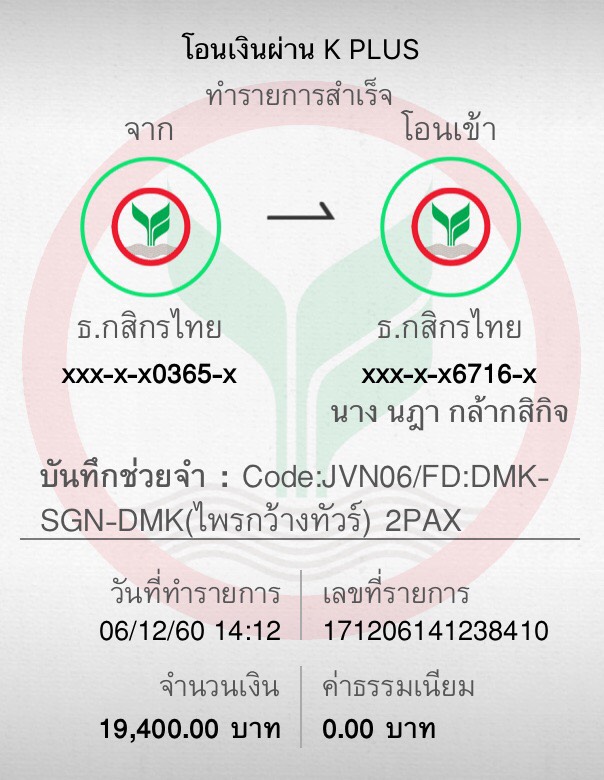 โอนเงินผ่าน K PLUS
ทำรายการสำเร็จ
จาก
โอนเข้า
ธ.กสิกรไทย
ธ.กสิกรไทย
xxx-x-x0365-x
xxx-x-x6716-x
นาง นฎา กล้ากสิกิจ
บันทึกช่วยจำ : Code:JVN06/FD:DMK-
SGN-DMK(ไพรกว้างทัวร์) 2PAX
วันที่ทำรายการ
เลขที่รายการ
06/12/60 14:12
171206141238410
จำนวนเงิน
ค่าธรรมเนียม
19,400.00 บาท
0.00 บาท